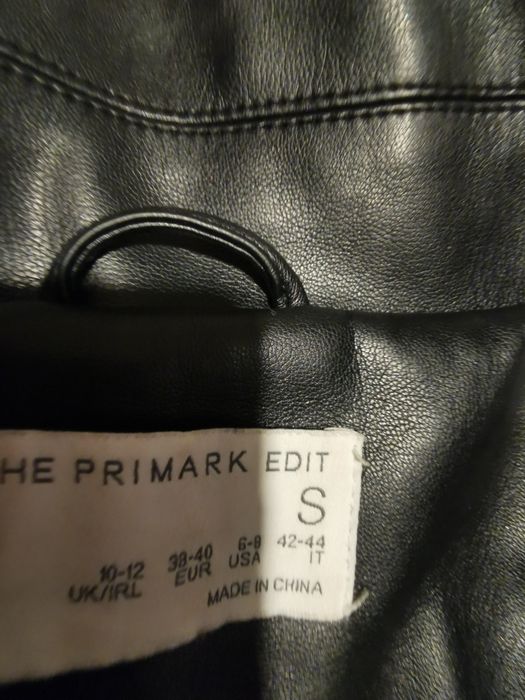 HE PRIMARK EDIT
S
10-12 38-40 6-8 42-44
UK/IRL EUR USA IT
MADE IN CHINA